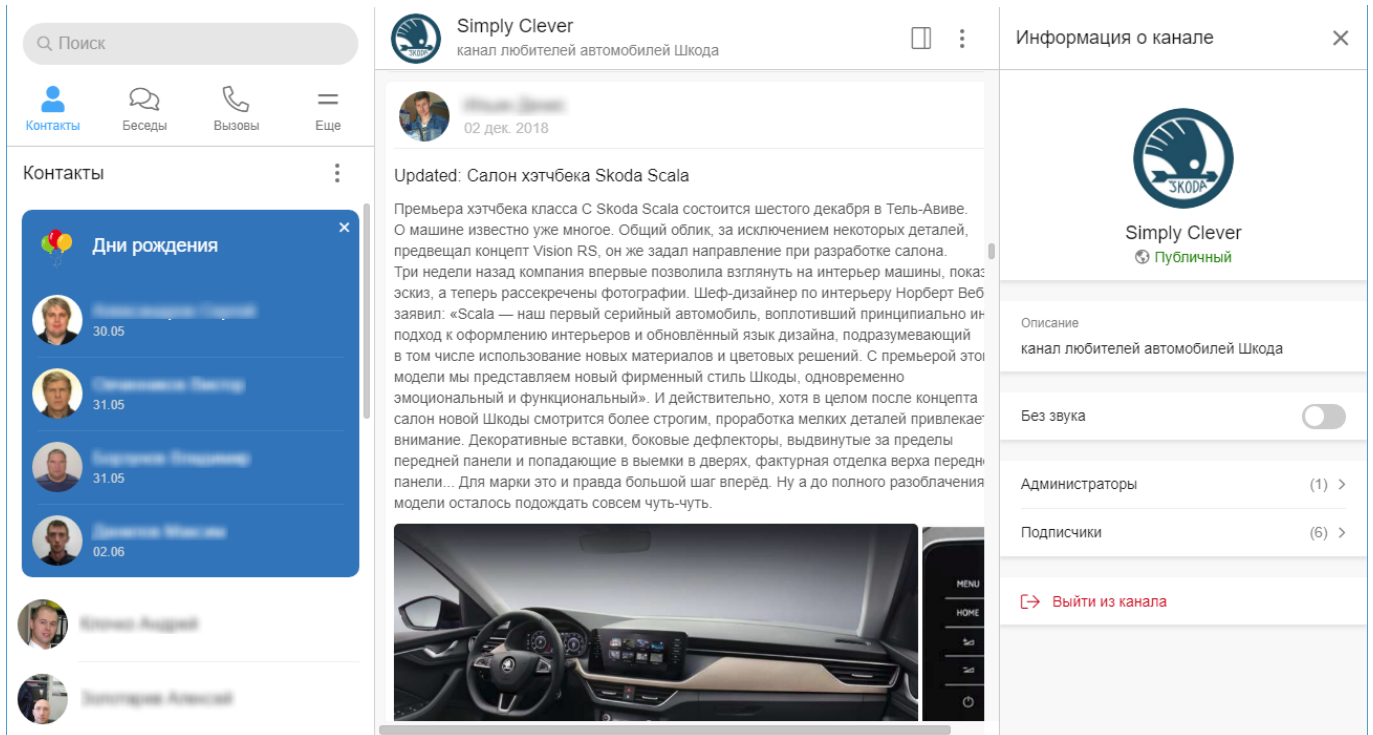 Поиск
Контакты
Беседы
Вызовы
Еще
Контакты
Дни рождения
30.05
31.05
31.05
02.06
Simply Clever
канал любителей автомобилей Шкода
02 дек. 2018
Updated: Салон хэтчбека Skoda Scala
Премьера хэтчбека класса C Skoda Scala состоится шестого декабря в Тель-Авиве.
О машине известно уже многое. Общий облик, за исключением некоторых деталей,
предвещал концепт Vision RS, он же задал направление при разработке салона.
Три недели назад компания впервые позволила взглянуть на интерьер машины, показ
эскиз, а теперь рассекречены фотографии. Шеф-дизайнер по интерьеру Норберт Веб
заявил: «Scala — наш первый серийный автомобиль, воплотивший принципиально ин
подход к оформлению интерьеров и обновлённый язык дизайна, подразумевающий
в том числе использование новых материалов и цветовых решений. С премьерой этой
модели мы представляем новый фирменный стиль Шкоды, одновременно
эмоциональный и функциональный». И действительно, хотя в целом после концепта
салон новой Шкоды смотрится более строгим, проработка мелких деталей привлекает
внимание. Декоративные вставки, боковые дефлекторы, выдвинутые за пределы
передней панели и попадающие в выемки в дверях, фактурная отделка верха передн
панели... Для марки это и правда большой шаг вперёд. Ну а до полного разоблачения
модели осталось подождать совсем чуть-чуть.
MENU
HOME
Информация о канале
SKODA
Simply Clever
Публичный
Описание
канал любителей автомобилей Шкода
Без звука
Администраторы (1)
Подписчики (6)
Выйти из канала